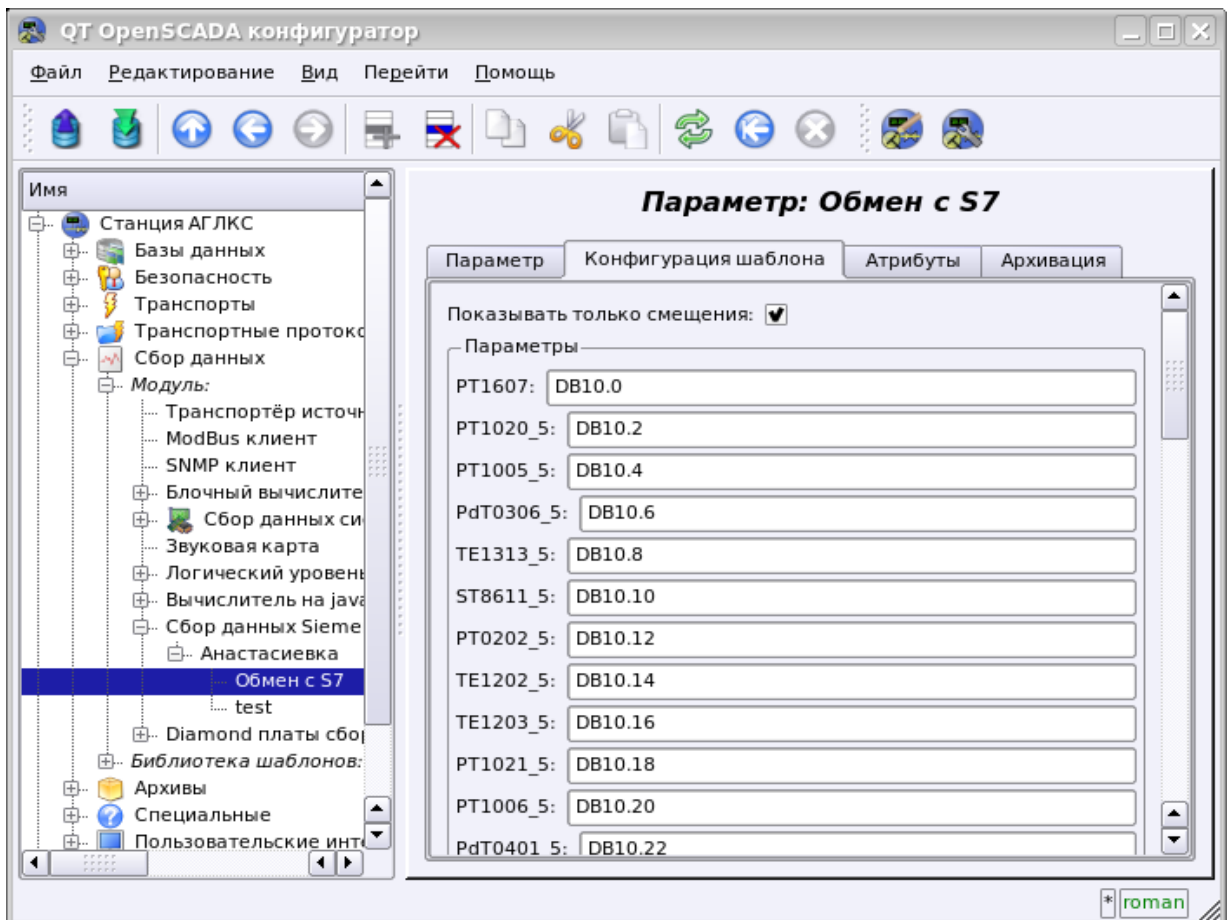 QT OpenSCADA конфигуратор
Файл Редактирование Вид Перейти Помощь
Имя
Станция АГЛКС
Базы данных
Безопасность
Транспорты
Транспортные протоко
Сбор данных
Модуль:
Транспортёр источн
ModBus клиент
SNMP клиент
Блочный вычислите
Сбор данных си
Звуковая карта
Логический уровень
Вычислитель на java
Сбор данных Sieme
Анастасиевка
Обмен с S7
test
Diamond платы сбор
Библиотека шаблонов:
Архивы
Специальные
Пользовательские инте
Параметр: Обмен с S7
Параметр Конфигурация шаблона Атрибуты Архивация
Показывать только смещения:
Параметры
PT1607: DB10.0
PT1020_5: DB10.2
PT1005_5: DB10.4
PdT0306_5: DB10.6
TE1313_5: DB10.8
ST8611_5: DB10.10
PT0202_5: DB10.12
TE1202_5: DB10.14
TE1203_5: DB10.16
PT1021_5: DB10.18
PT1006_5: DB10.20
PdT0401_5: DB10.22
* roman